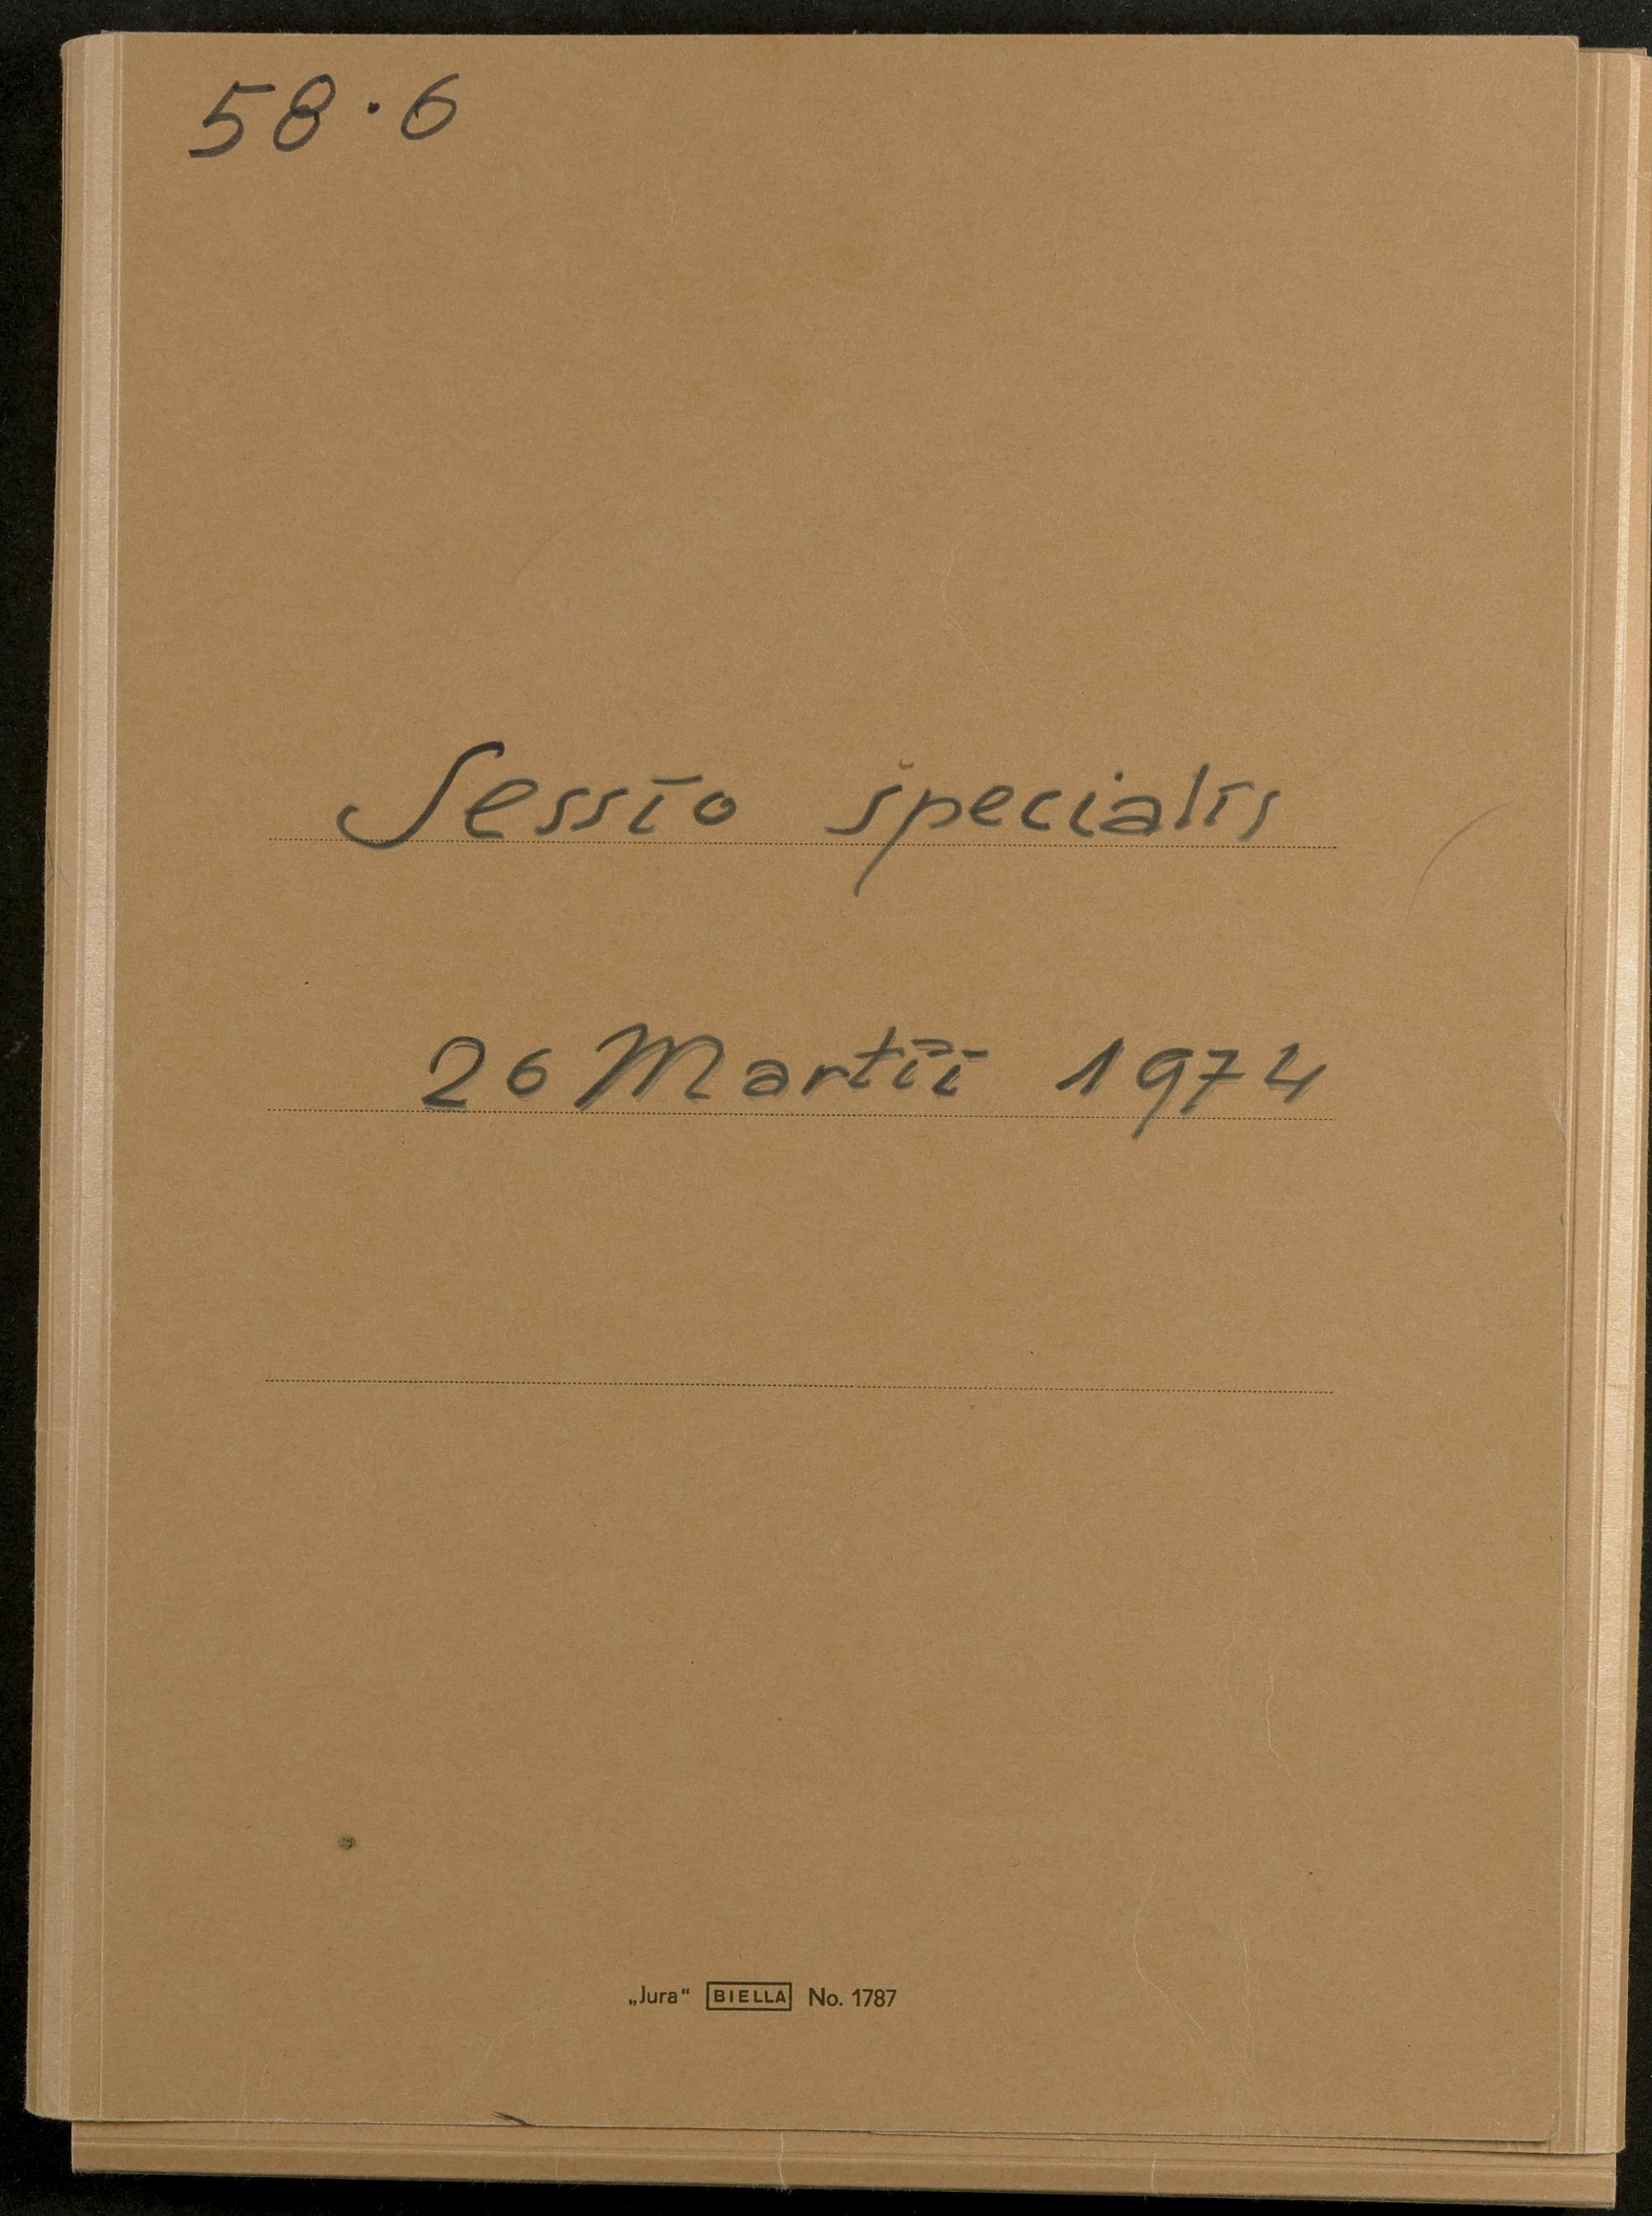 58.6
Sessio specialis
26 Martii 1974
„Jura“ BIELLA No. 1787